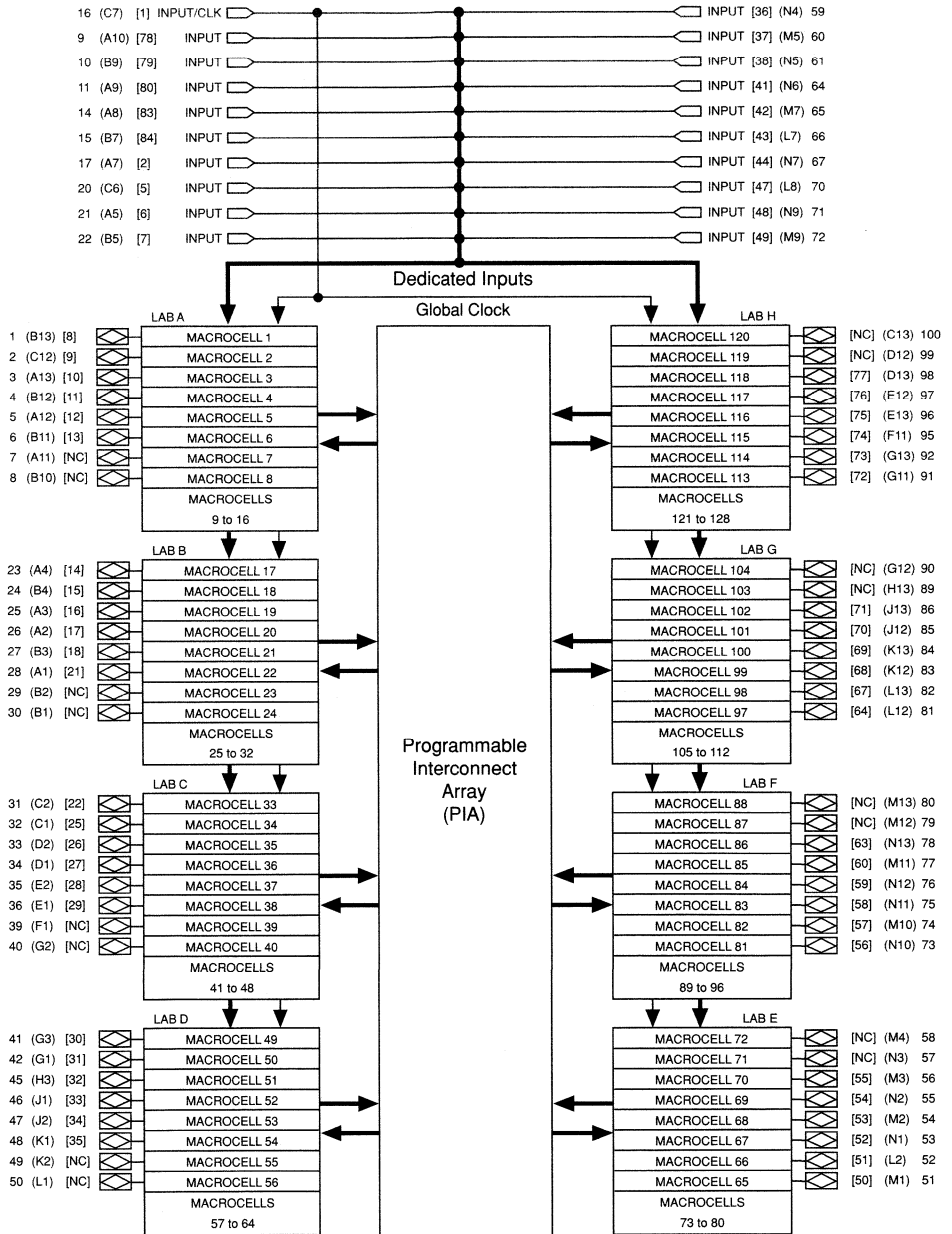 16 (C7) [1] INPUT/CLK INPUT [36] (N4) 59
9 (A10) [78] INPUT INPUT [37] (M5) 60
10 (B9) [79] INPUT INPUT [38] (N5) 61
11 (A9) [80] INPUT INPUT [41] (N6) 64
14 (A8) [83] INPUT INPUT [42] (M7) 65
15 (B7) [84] INPUT INPUT [43] (L7) 66
17 (A7) [2] INPUT INPUT [44] (N7) 67
20 (C6) [5] INPUT INPUT [47] (L8) 70
21 (A5) [6] INPUT INPUT [48] (N9) 71
22 (B5) [7] INPUT INPUT [49] (M9) 72
Dedicated Inputs
Global Clock
LAB A
1 (B13) [8] MACROCELL 1
2 (C12) [9] MACROCELL 2
3 (A13) [10] MACROCELL 3
4 (B12) [11] MACROCELL 4
5 (A12) [12] MACROCELL 5
6 (B11) [13] MACROCELL 6
7 (A11) [NC] MACROCELL 7
8 (B10) [NC] MACROCELL 8
MACROCELLS
9 to 16
LAB B
23 (A4) [14] MACROCELL 17
24 (B4) [15] MACROCELL 18
25 (A3) [16] MACROCELL 19
26 (A2) [17] MACROCELL 20
27 (B3) [18] MACROCELL 21
28 (A1) [21] MACROCELL 22
29 (B2) [NC] MACROCELL 23
30 (B1) [NC] MACROCELL 24
MACROCELLS
25 to 32
LAB C
31 (C2) [22] MACROCELL 33
32 (C1) [25] MACROCELL 34
33 (D2) [26] MACROCELL 35
34 (D1) [27] MACROCELL 36
35 (E2) [28] MACROCELL 37
36 (E1) [29] MACROCELL 38
39 (F1) [NC] MACROCELL 39
40 (G2) [NC] MACROCELL 40
MACROCELLS
41 to 48
LAB D
41 (G3) [30] MACROCELL 49
42 (G1) [31] MACROCELL 50
45 (H3) [32] MACROCELL 51
46 (J1) [33] MACROCELL 52
47 (J2) [34] MACROCELL 53
48 (K1) [35] MACROCELL 54
49 (K2) [NC] MACROCELL 55
50 (L1) [NC] MACROCELL 56
MACROCELLS
57 to 64
Programmable
Interconnect
Array
(PIA)
LAB H
MACROCELL 120 [NC] (C13) 100
MACROCELL 119 [NC] (D12) 99
MACROCELL 118 [77] (D13) 98
MACROCELL 117 [76] (E12) 97
MACROCELL 116 [75] (E13) 96
MACROCELL 115 [74] (F11) 95
MACROCELL 114 [73] (G13) 92
MACROCELL 113 [72] (G11) 91
MACROCELLS
121 to 128
LAB G
MACROCELL 104 [NC] (G12) 90
MACROCELL 103 [NC] (H13) 89
MACROCELL 102 [71] (J13) 86
MACROCELL 101 [70] (J12) 85
MACROCELL 100 [69] (K13) 84
MACROCELL 99 [68] (K12) 83
MACROCELL 98 [67] (L13) 82
MACROCELL 97 [64] (L12) 81
MACROCELLS
105 to 112
LAB F
MACROCELL 88 [NC] (M13) 80
MACROCELL 87 [NC] (M12) 79
MACROCELL 86 [63] (N13) 78
MACROCELL 85 [60] (M11) 77
MACROCELL 84 [59] (N12) 76
MACROCELL 83 [58] (N11) 75
MACROCELL 82 [57] (M10) 74
MACROCELL 81 [56] (N10) 73
MACROCELLS
89 to 96
LAB E
MACROCELL 72 [NC] (M4) 58
MACROCELL 71 [NC] (N3) 57
MACROCELL 70 [55] (M3) 56
MACROCELL 69 [54] (N2) 55
MACROCELL 68 [53] (M2) 54
MACROCELL 67 [52] (N1) 53
MACROCELL 66 [51] (L2) 52
MACROCELL 65 [50] (M1) 51
MACROCELLS
73 to 80